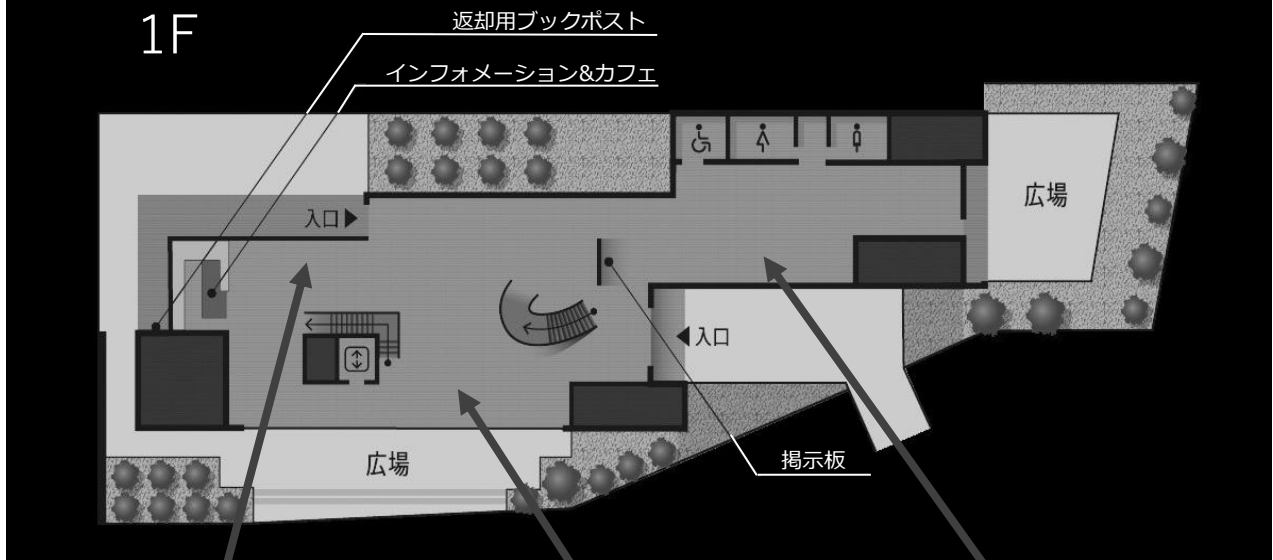 1F
返却用ブックポスト
インフォメーション&カフェ
入口
広場
入口
広場
掲示板